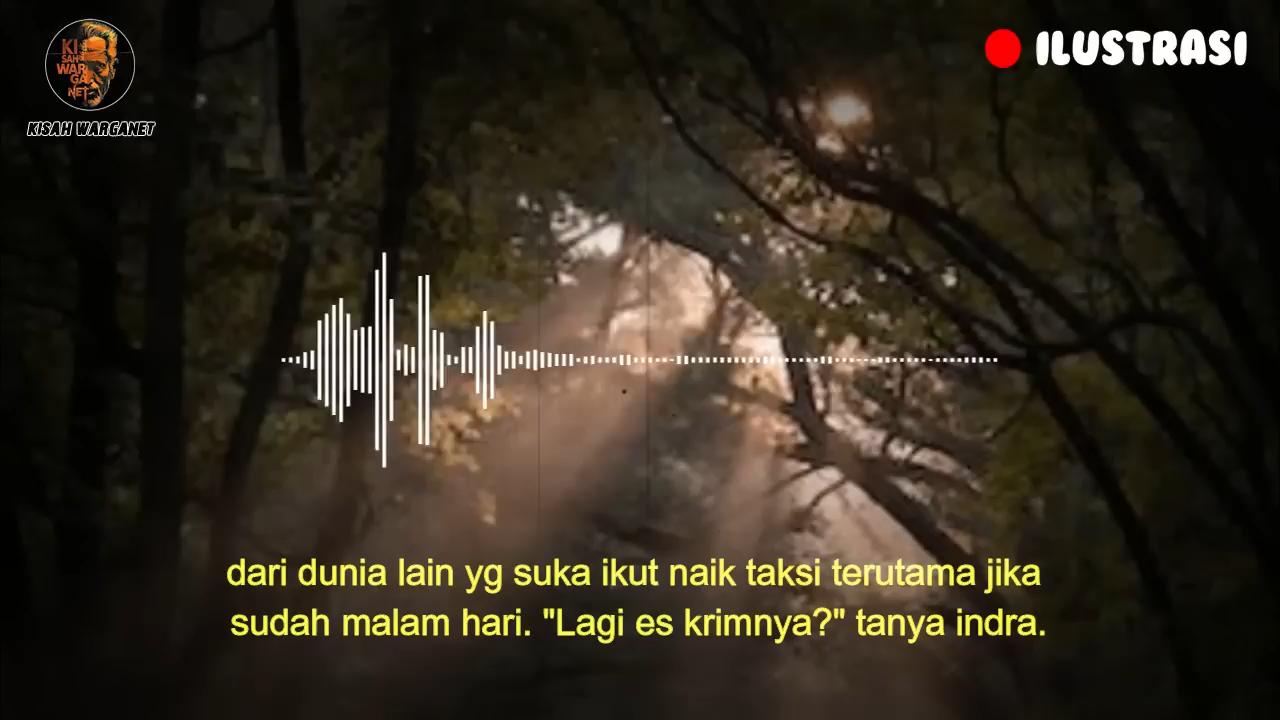 KI
SAH
WAR
GA
NET
KISAH WARGANET
ILUSTRASI
dari dunia lain yg suka ikut naik taksi terutama jika
sudah malam hari. "Lagi es krimnya?" tanya indra.